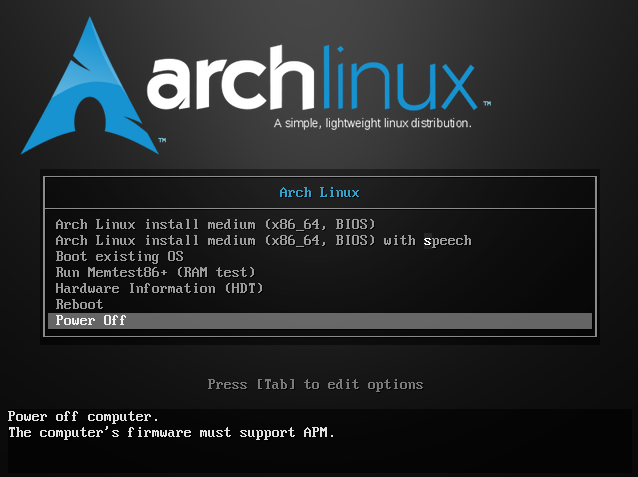 archlinux™
A simple, lightweight linux distribution.
™
Arch Linux
Arch Linux install medium (x86_64, BIOS)
Arch Linux install medium (x86_64, BIOS) with speech
Boot existing OS
Run Memtest86+ (RAM test)
Hardware Information (HDT)
Reboot
Power Off
Press [Tab] to edit options
Power off computer.
The computer's firmware must support APM.